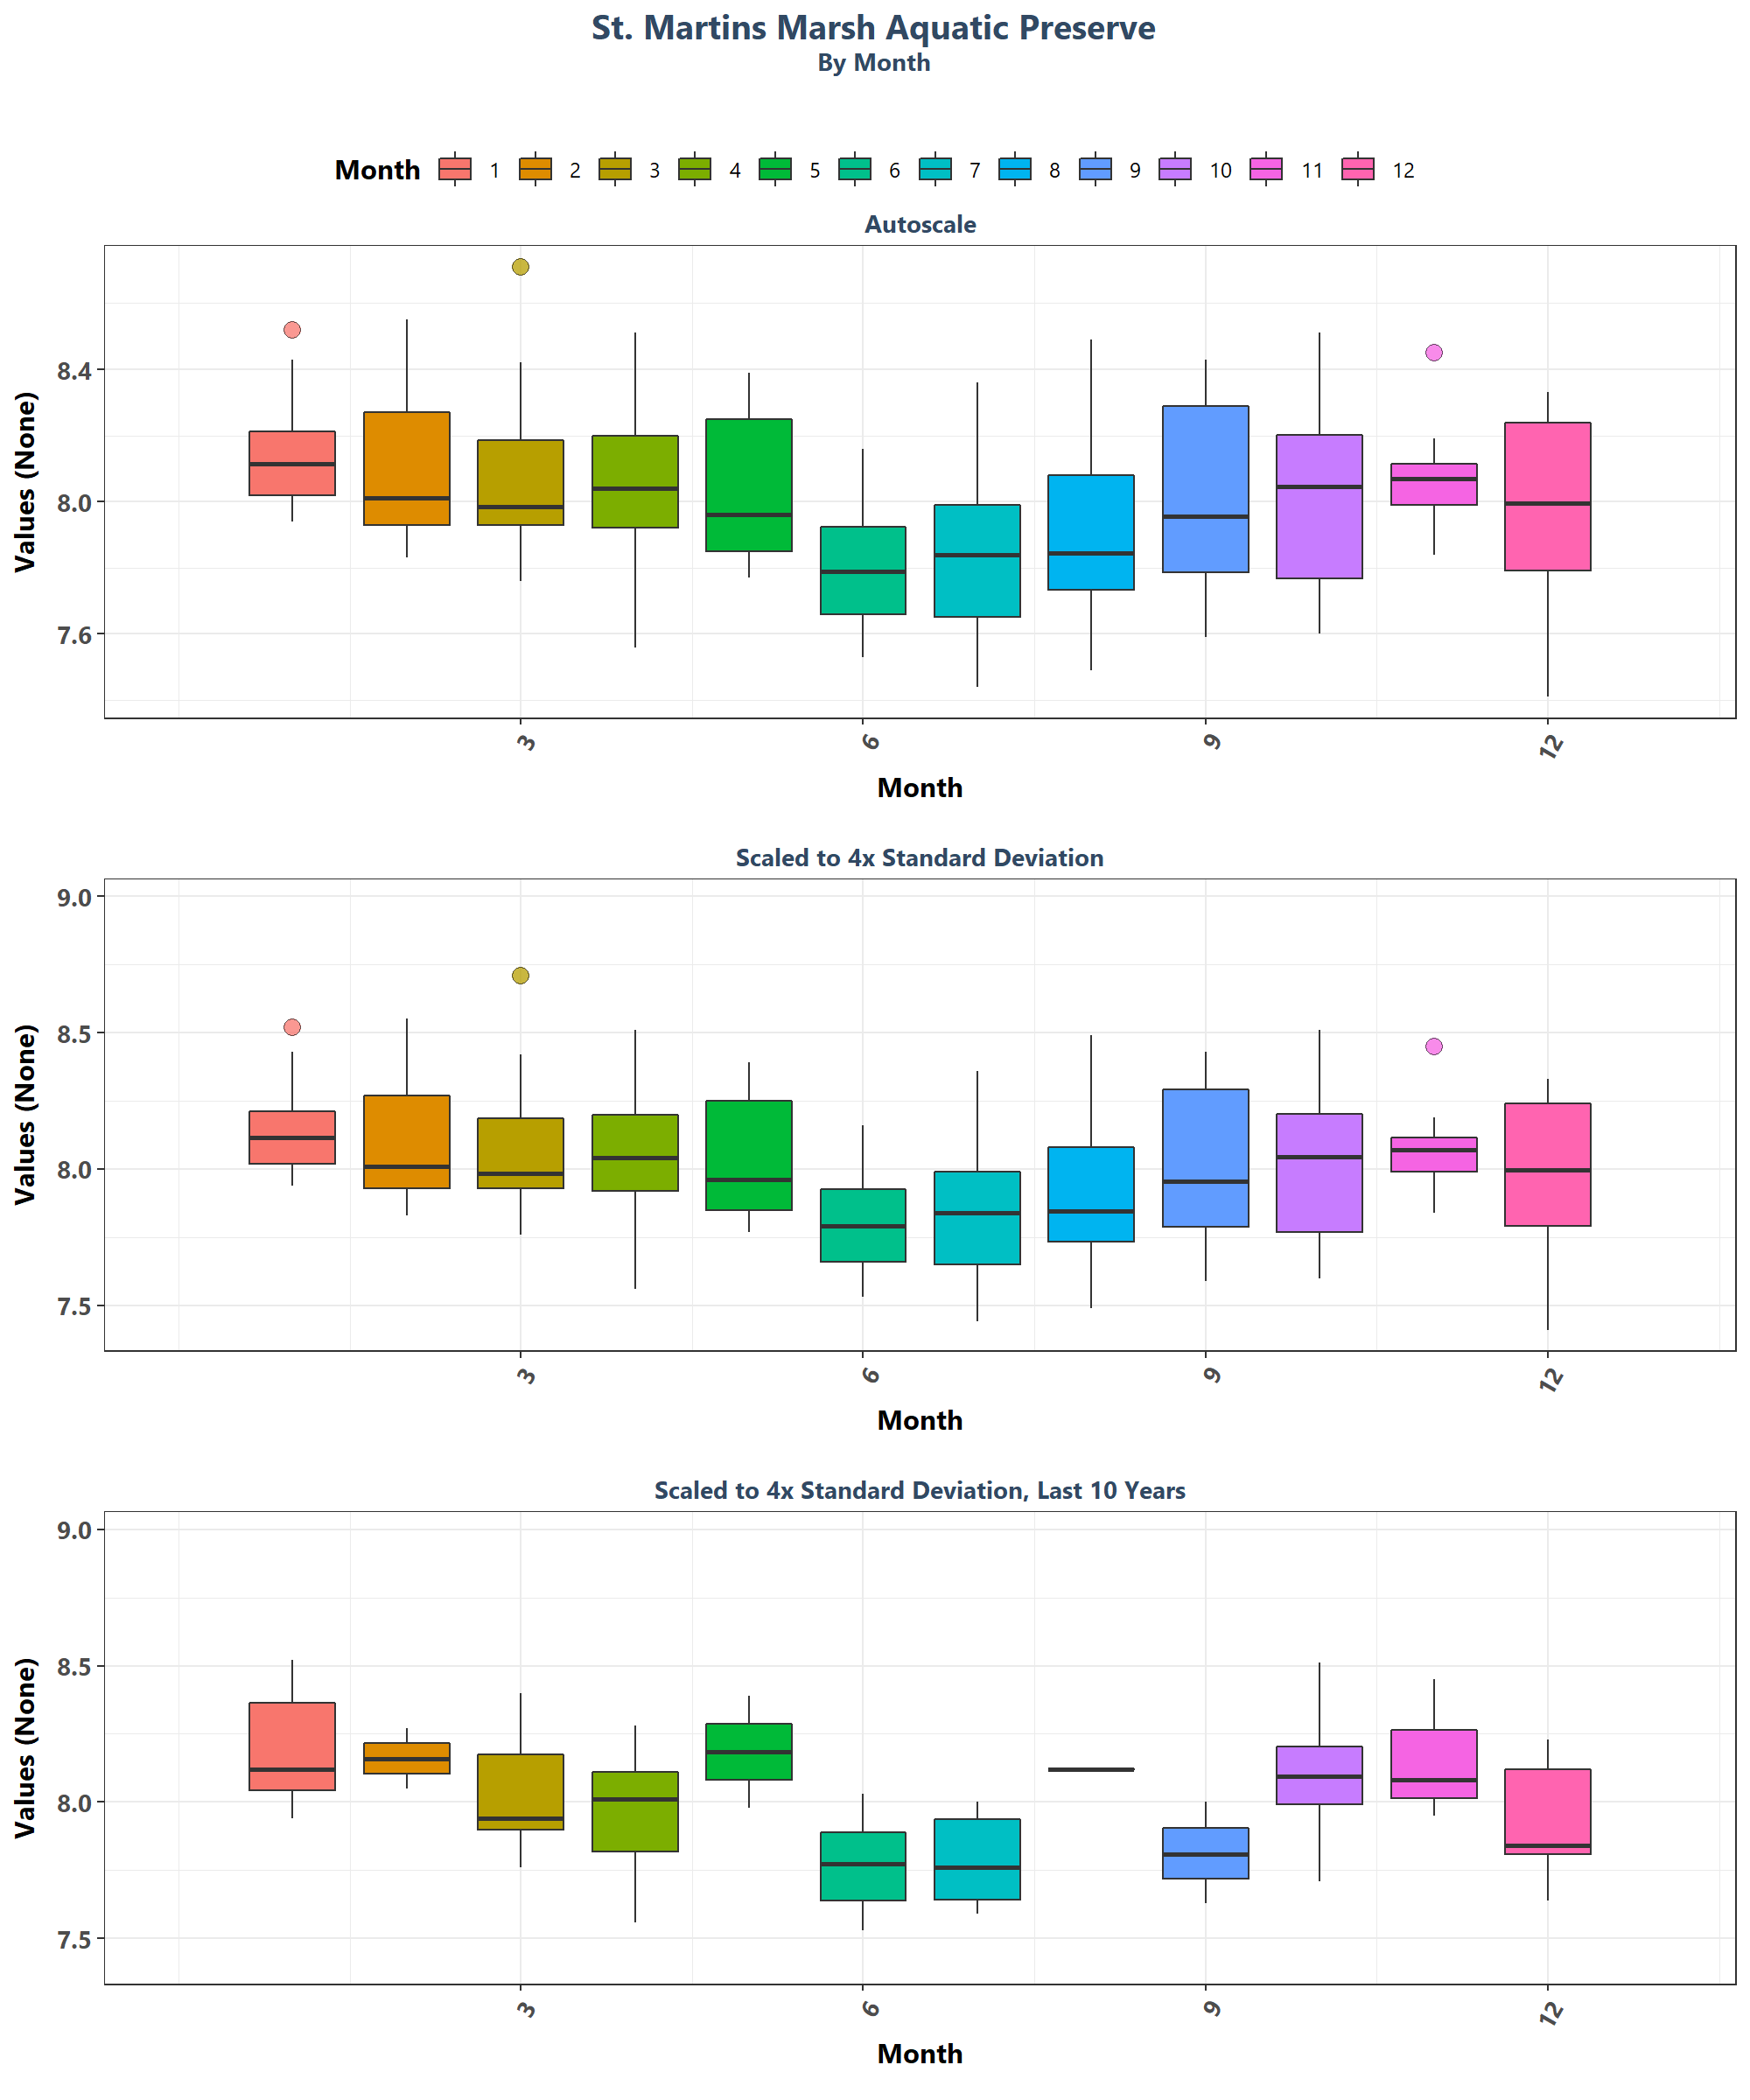 St. Martins Marsh Aquatic Preserve
By Month
Month 1 2 3 4 5 6 7 8 9 10 11 12
Autoscale
Values (None)
8.4
8.0
7.6
3 6 9 12
Month
Scaled to 4x Standard Deviation
Values (None)
9.0
8.5
8.0
7.5
3 6 9 12
Month
Scaled to 4x Standard Deviation, Last 10 Years
Values (None)
9.0
8.5
8.0
7.5
3 6 9 12
Month